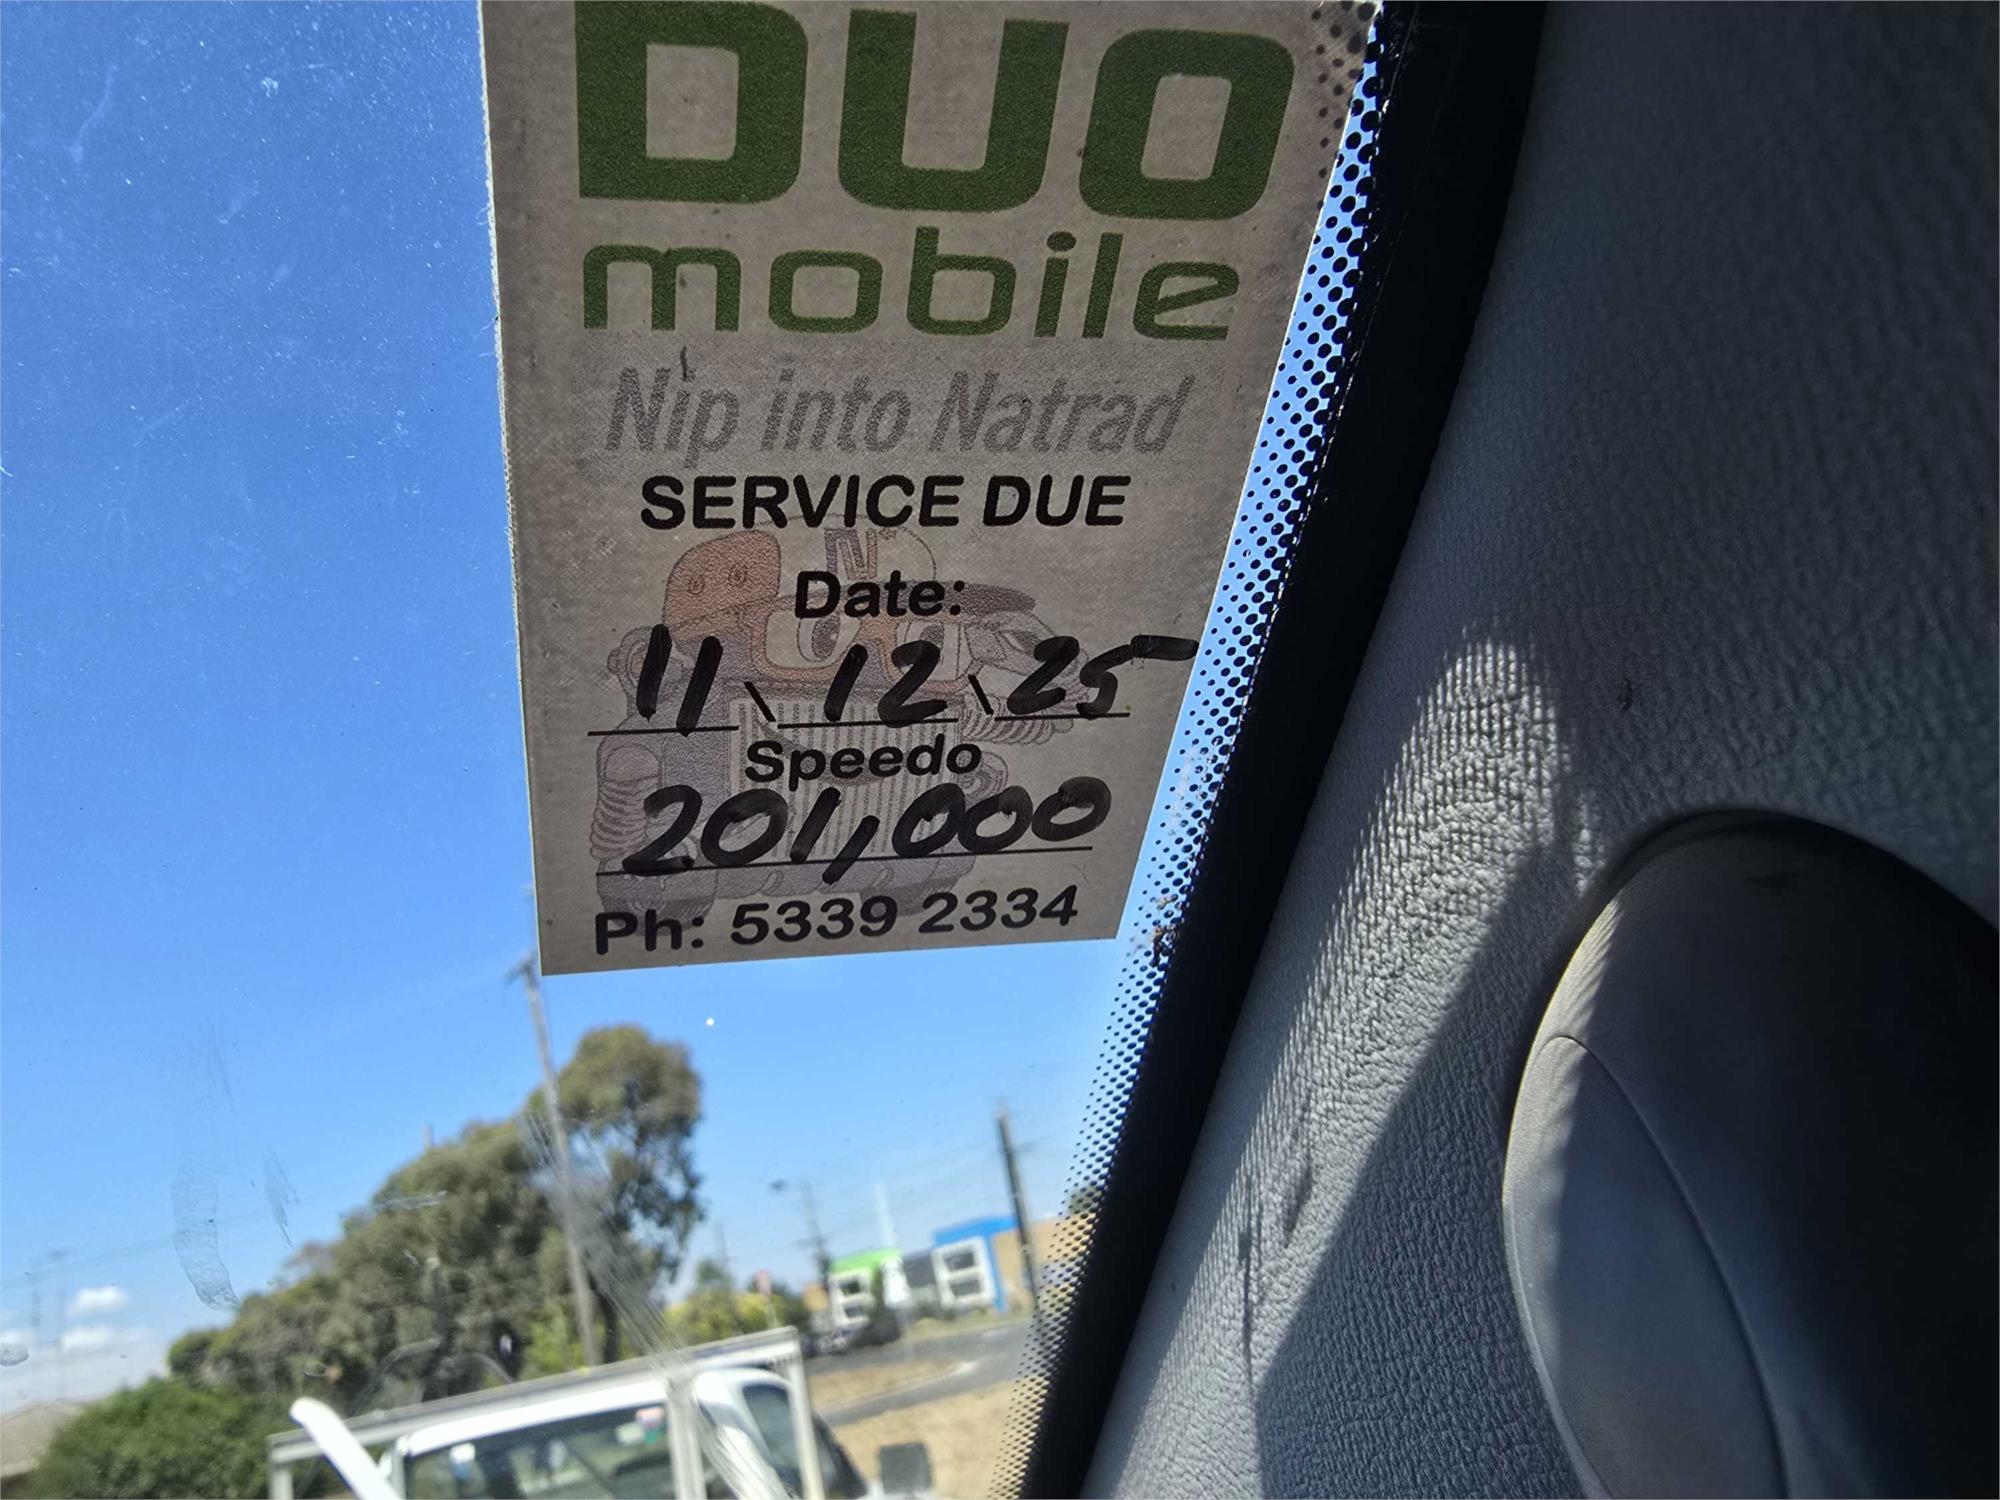 DUO
mobile
Nip into Natrad
SERVICE DUE
N
Date:
11 \ 12 \ 25
Speedo
201,000
Ph: 5339 2334